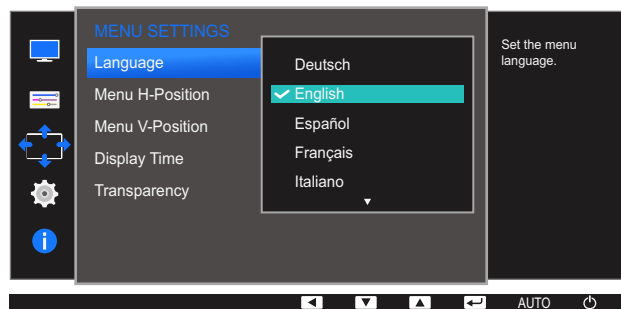 MENU SETTINGS
Language
Menu H-Position
Menu V-Position
Display Time
Transparency
Deutsch
English
Español
Français
Italiano
Set the menu
language.
AUTO